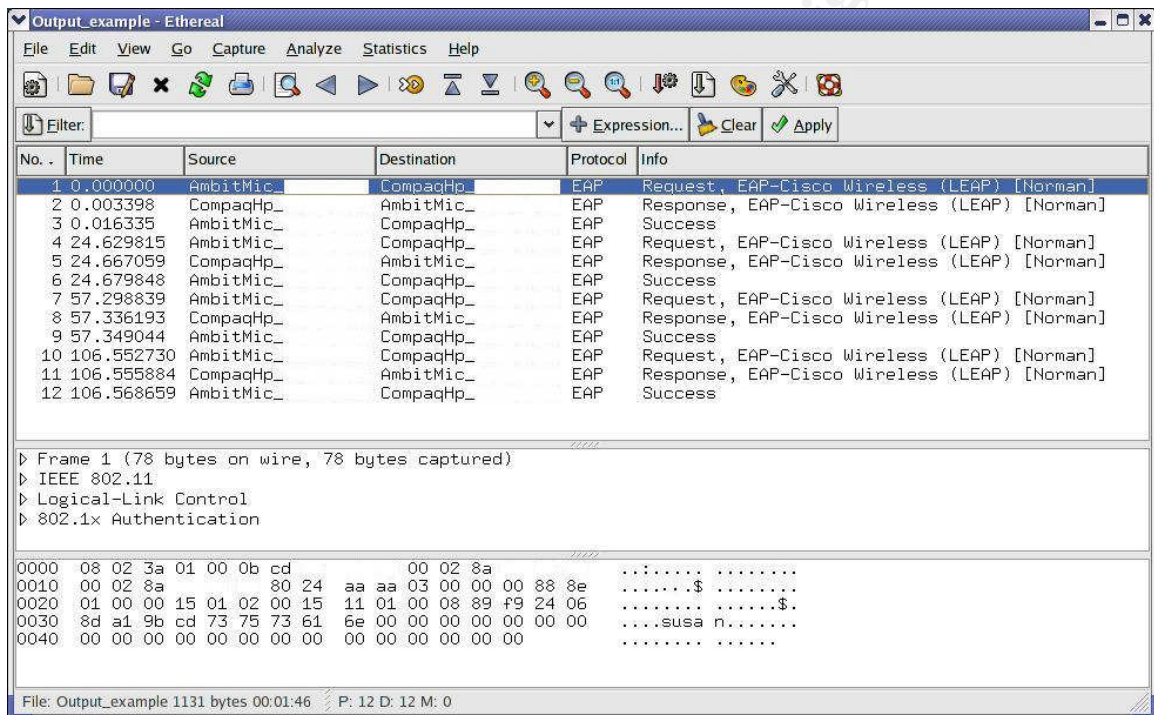 Output_example - Ethereal
File Edit View Go Capture Analyze Statistics Help
Filter: Expression... Clear Apply
No. . Time Source Destination Protocol Info
1 0.000000 AmbitMic_ CompaqHp_ EAP Request, EAP-Cisco Wireless (LEAP) [Norman]
2 0.003398 CompaqHp_ AmbitMic_ EAP Response, EAP-Cisco Wireless (LEAP) [Norman]
3 0.016335 AmbitMic_ CompaqHp_ EAP Success
4 24.629815 AmbitMic_ CompaqHp_ EAP Request, EAP-Cisco Wireless (LEAP) [Norman]
5 24.667059 CompaqHp_ AmbitMic_ EAP Response, EAP-Cisco Wireless (LEAP) [Norman]
6 24.679848 AmbitMic_ CompaqHp_ EAP Success
7 57.298839 AmbitMic_ CompaqHp_ EAP Request, EAP-Cisco Wireless (LEAP) [Norman]
8 57.336193 CompaqHp_ AmbitMic_ EAP Response, EAP-Cisco Wireless (LEAP) [Norman]
9 57.349044 AmbitMic_ CompaqHp_ EAP Success
10 106.552730 AmbitMic_ CompaqHp_ EAP Request, EAP-Cisco Wireless (LEAP) [Norman]
11 106.555884 CompaqHp_ AmbitMic_ EAP Response, EAP-Cisco Wireless (LEAP) [Norman]
12 106.568659 AmbitMic_ CompaqHp_ EAP Success
Frame 1 (78 bytes on wire, 78 bytes captured)
IEEE 802.11
Logical-Link Control
802.1x Authentication
0000 08 02 3a 01 00 0b cd 00 02 8a ..:..... ........
0010 00 02 8a 80 24 aa aa 03 00 00 00 88 8e .......$ ........
0020 01 00 00 15 01 02 00 15 11 01 00 08 89 f9 24 06 ........ ......$.
0030 8d a1 9b cd 73 75 73 61 6e 00 00 00 00 00 00 00 ....susa n.......
0040 00 00 00 00 00 00 00 00 00 00 00 00 00 00 ........ ......
File: Output_example 1131 bytes 00:01:46 P: 12 D: 12 M: 0